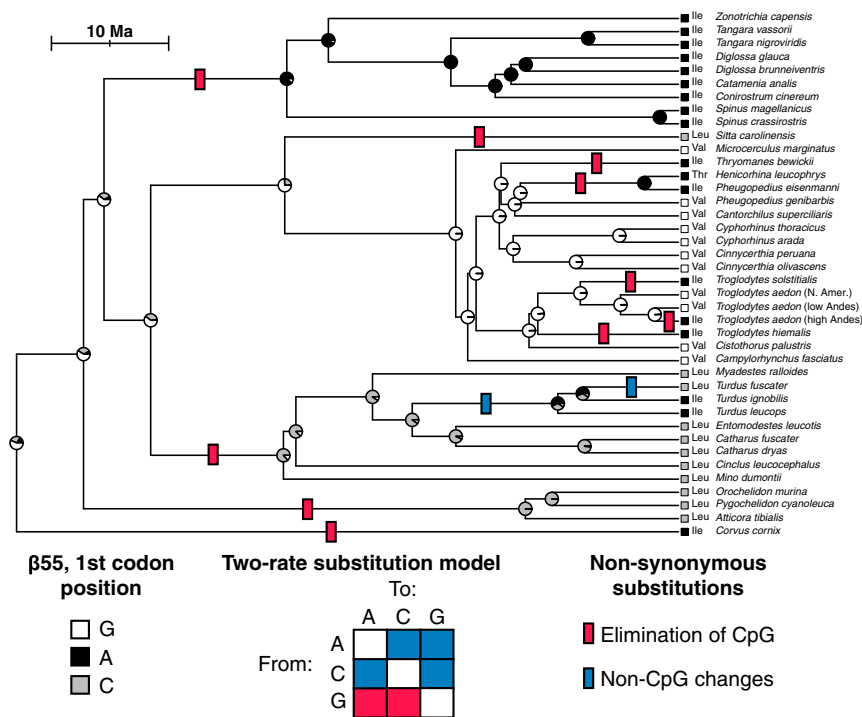 10 Ma
Ile Zonotrichia capensis
Ile Tangara vassorii
Ile Tangara nigroviridis
Ile Diglossa glauca
Ile Diglossa brunneiventris
Ile Catamenia analis
Ile Conirostrum cinereum
Ile Spinus magellanicus
Ile Spinus crassirostris
Leu Sitta carolinensis
Val Microcerculus marginatus
Ile Thryomanes bewickii
Thr Henicorhina leucophrys
Ile Pheugopedius eisenmanni
Val Pheugopedius genibarbis
Val Cantorchilus superciliaris
Val Cyphorhinus thoracicus
Val Cyphorhinus arada
Val Cinnycerthia peruana
Val Cinnycerthia olivascens
Ile Troglodytes solstitialis
Val Troglodytes aedon (N. Amer.)
Val Troglodytes aedon (low Andes)
Ile Troglodytes aedon (high Andes)
Ile Troglodytes hiemalis
Val Cistothorus palustris
Val Campylorhynchus fasciatus
Leu Myadestes ralloides
Leu Turdus fuscater
Ile Turdus ignobilis
Ile Turdus leucops
Leu Entomodestes leucotis
Leu Catharus fuscater
Leu Catharus dryas
Leu Cinclus leucocephalus
Leu Mino dumontii
Leu Orochelidon murina
Leu Pygochelidon cyanoleuca
Leu Atticora tibialis
Ile Corvus cornix
β55, 1st codon
position
G
A
C
Two-rate substitution model
To:
A C G
From:
A
C
G
Non-synonymous
substitutions
Elimination of CpG
Non-CpG changes